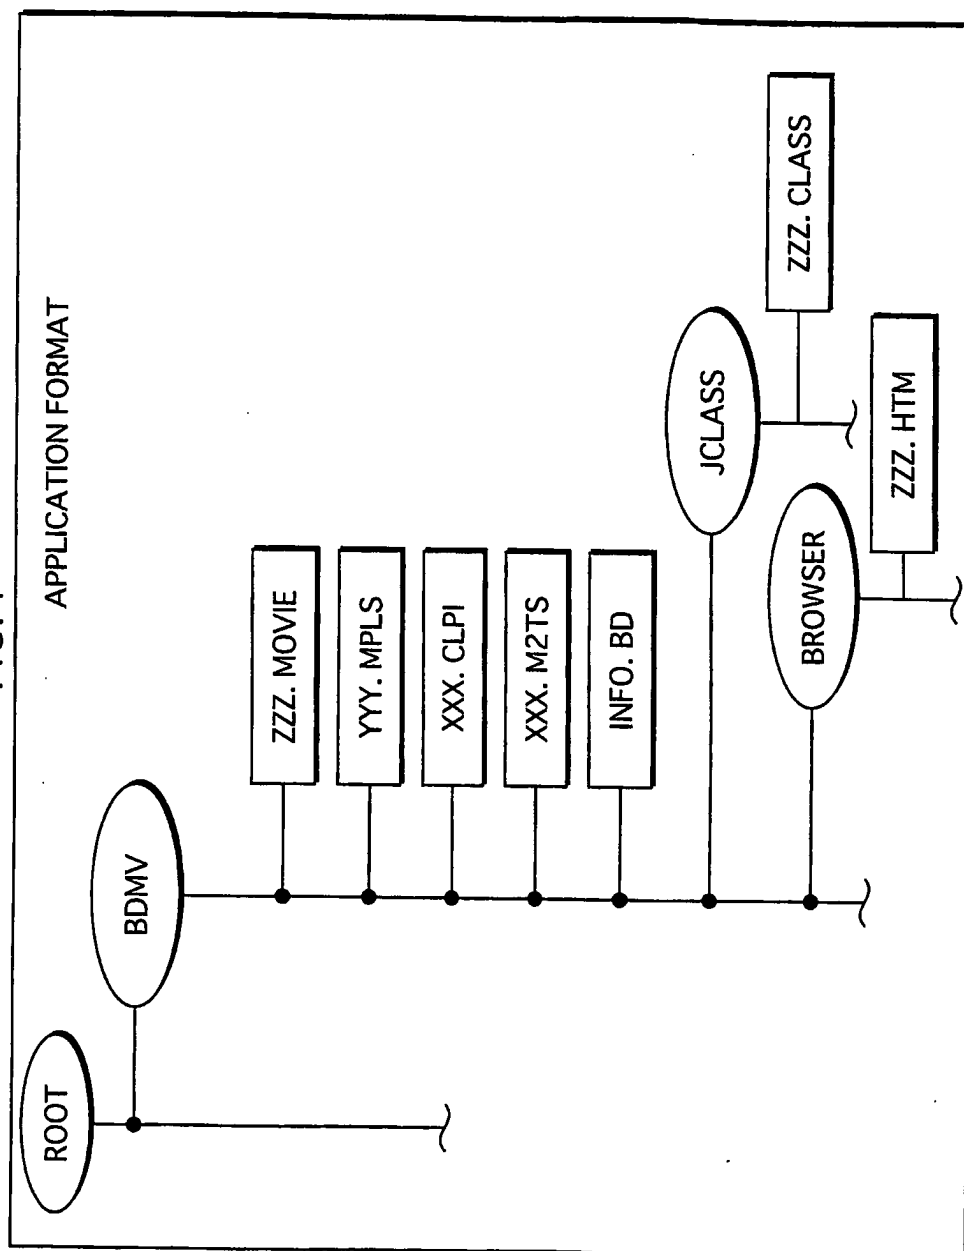 APPLICATION FORMAT
ROOT
BDMV
ZZZ. MOVIE
YYY. MPLS
XXX. CLPI
XXX. M2TS
INFO. BD
JCLASS
ZZZ. CLASS
BROWSER
ZZZ. HTM